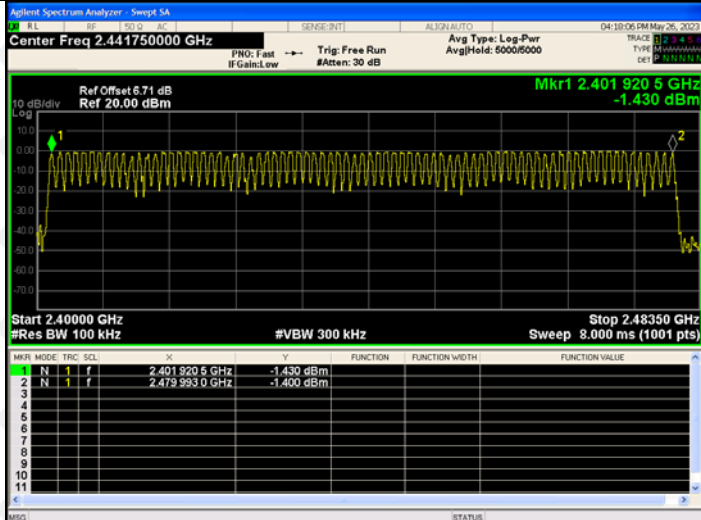 Agilent Spectrum Analyzer - Swept SA
RL RF 50 Ω AC SENSE:INT ALIGN AUTO 04:18:06 PM May 26, 2023
Center Freq 2.441750000 GHz Avg Type: Log-Pwr TRACE 1 2 3 4 5 6
PNO: Fast Trig: Free Run Avg|Hold: 5000/5000 TYPE M
IFGain:Low #Atten: 30 dB DET P N N N N N
Ref Offset 6.71 dB Mkr1 2.401 920 5 GHz
10 dB/div Ref 20.00 dBm -1.430 dBm
Log
10.0
0.00
-10.0
-20.0
-30.0
-40.0
-50.0
-60.0
-70.0
1
2
Start 2.40000 GHz Stop 2.48350 GHz
#Res BW 100 kHz #VBW 300 kHz Sweep 8.000 ms (1001 pts)
MKR MODE TRC SCL X Y FUNCTION FUNCTION WIDTH FUNCTION VALUE
1 N 1 f 2.401 920 5 GHz -1.430 dBm
2 N 1 f 2.479 993 0 GHz -1.400 dBm
3
4
5
6
7
8
9
10
11
MSG STATUS